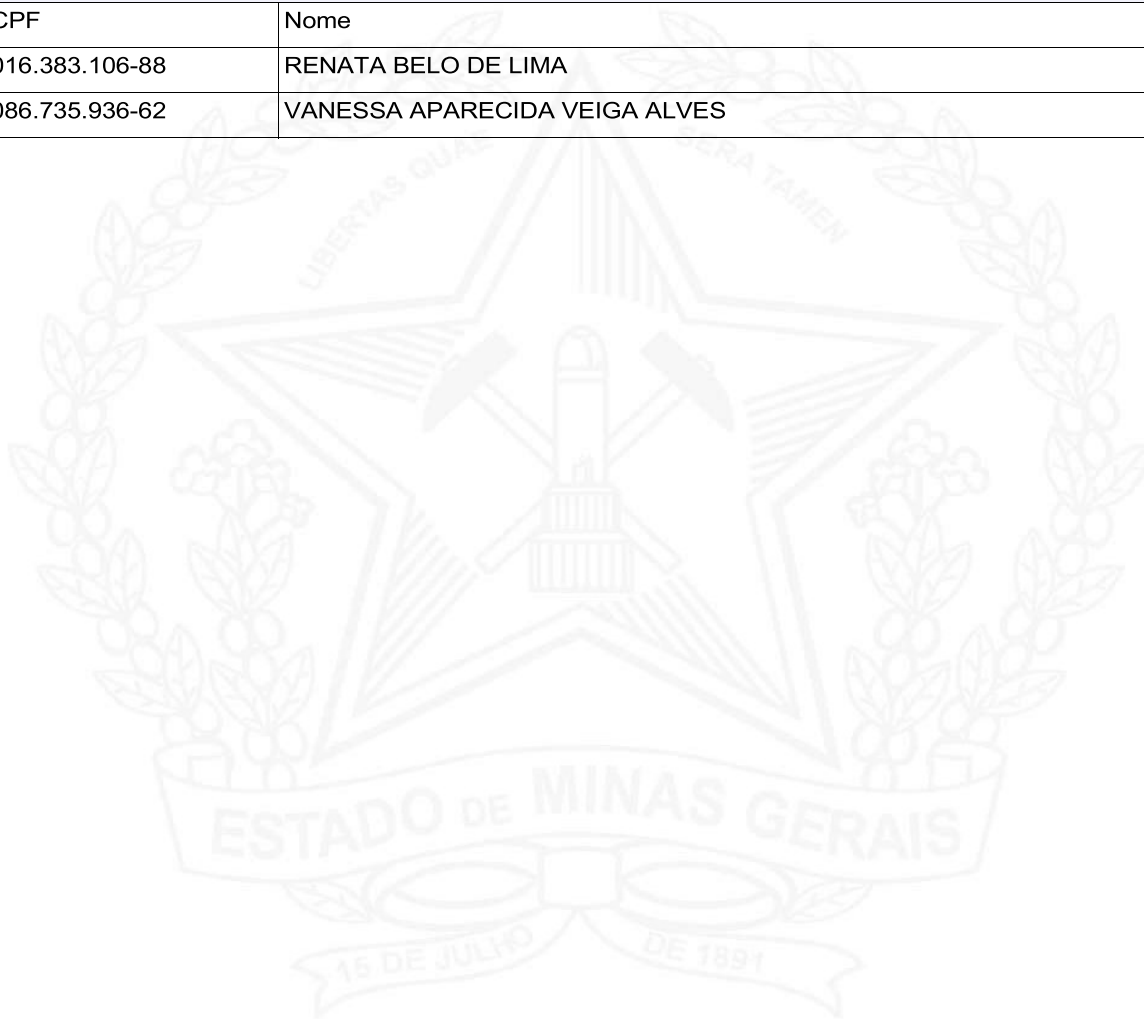 CPF Nome
016.383.106-88 RENATA BELO DE LIMA
086.735.936-62 VANESSA APARECIDA VEIGA ALVES
LIBERTAS QUAE SERA TAMEN
ESTADO DE MINAS GERAIS
15 DE JULHO DE 1891